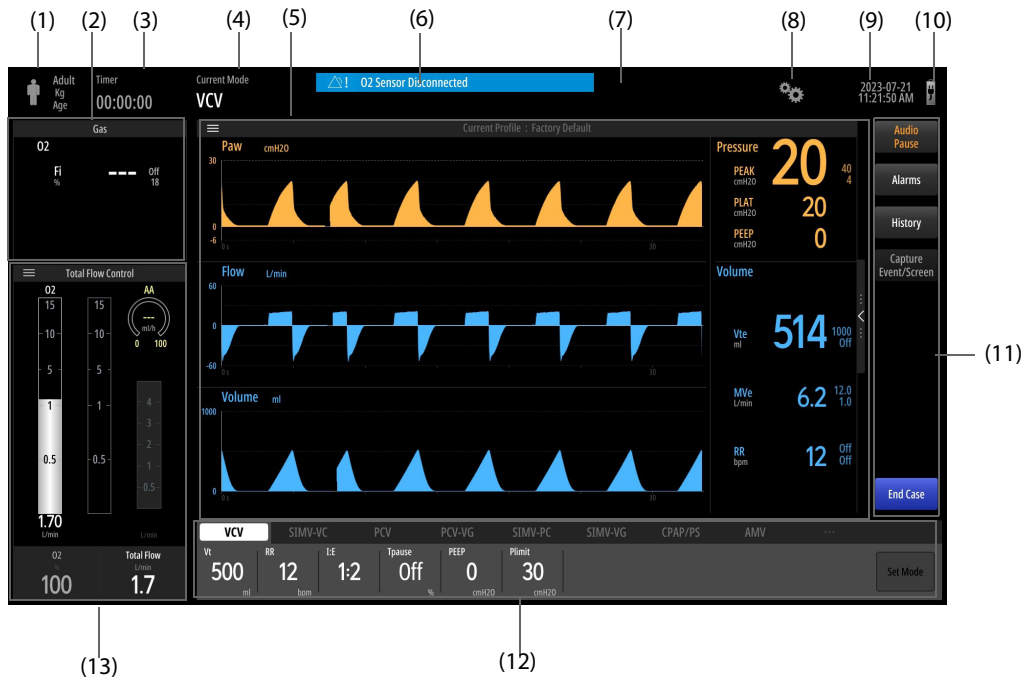 (1)
(2)
(3)
(4)
(5)
(6)
(7)
(8)
(9)
(10)
Adult
Kg
Age
Timer
00:00:00
Current Mode
VCV
! O2 Sensor Disconnected
2023-07-21
11:21:50 AM
Gas
O2
Fi
%
---
Off
18
Total Flow Control
O2
AA
15
10
5
1
0.5
15
10
5
1
0.5
---
ml/h
0 100
4
3
2
1
0.5
1.70
L/min
L/min
O2
%
100
Total Flow
L/min
1.7
Current Profile : Factory Default
Paw cmH20
30
0
-6
0 s
30
Flow L/min
60
0
-60
0 s
30
Volume ml
1000
0
0 s
30
Pressure
PEAK
cmH20
20
40
4
PLAT
cmH20
20
PEEP
cmH20
0
Volume
Vte
ml
514
1000
Off
MVe
L/min
6.2
12.0
1.0
RR
bpm
12
Off
Off
Audio
Pause
Alarms
History
Capture
Event/Screen
End Case
(11)
VCV SIMV-VC PCV PCV-VG SIMV-PC SIMV-VG CPAP/PS AMV ...
Vt
500
ml
RR
12
bpm
I:E
1:2
Tpause
Off
%
PEEP
0
cmH20
Plimit
30
cmH20
Set Mode
(12)
(13)